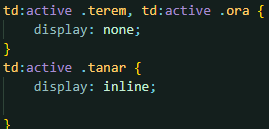 td:active .terem, td:active .ora {
    display: none;
}
td:active .tanar {
    display: inline;

}